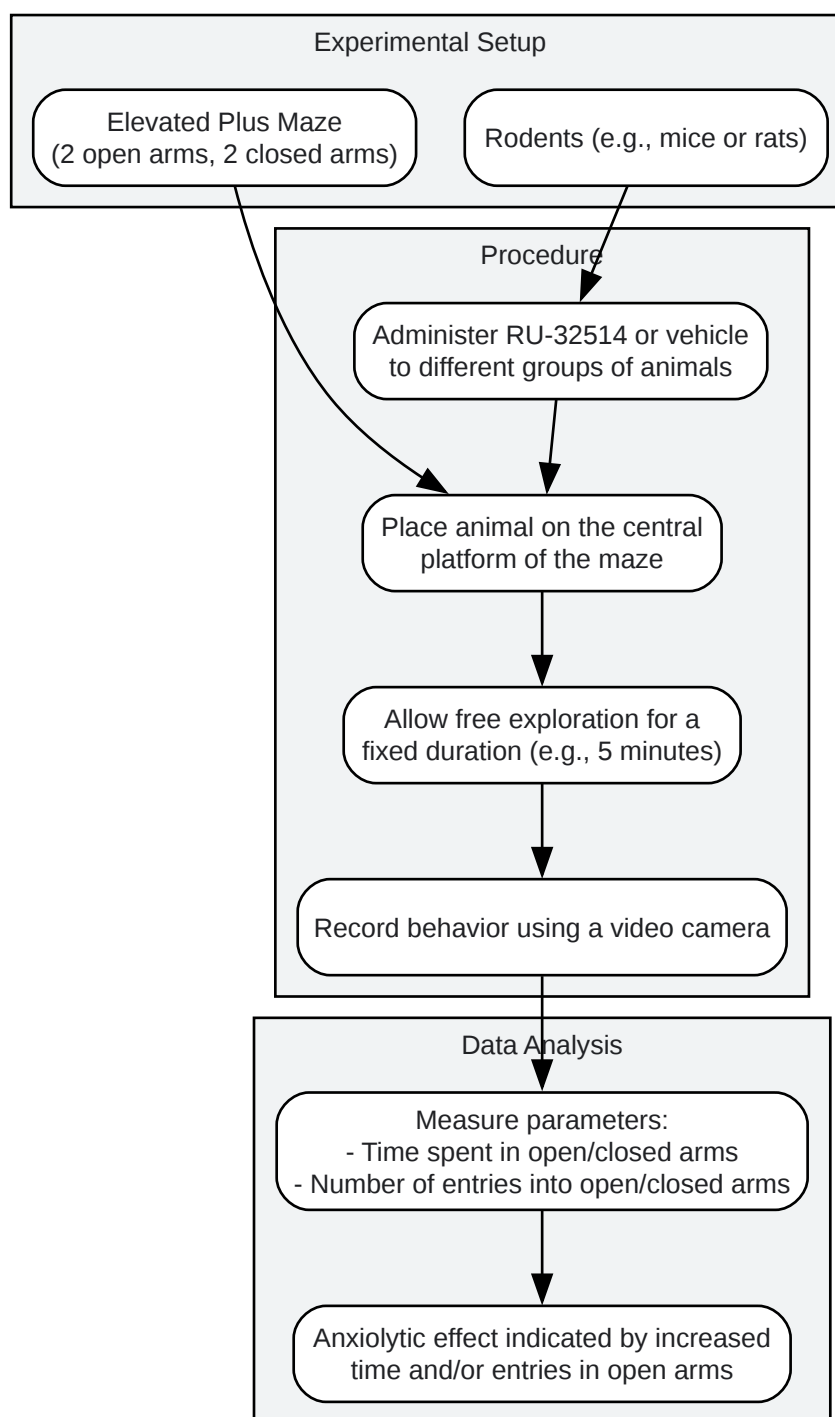 Experimental Setup
Elevated Plus Maze
(2 open arms, 2 closed arms)
Rodents (e.g., mice or rats)
Procedure
Administer RU-32514 or vehicle
to different groups of animals
Place animal on the central
platform of the maze
Allow free exploration for a
fixed duration (e.g., 5 minutes)
Record behavior using a video camera
Data Analysis
Measure parameters:
- Time spent in open/closed arms
- Number of entries into open/closed arms
Anxiolytic effect indicated by increased
time and/or entries in open arms